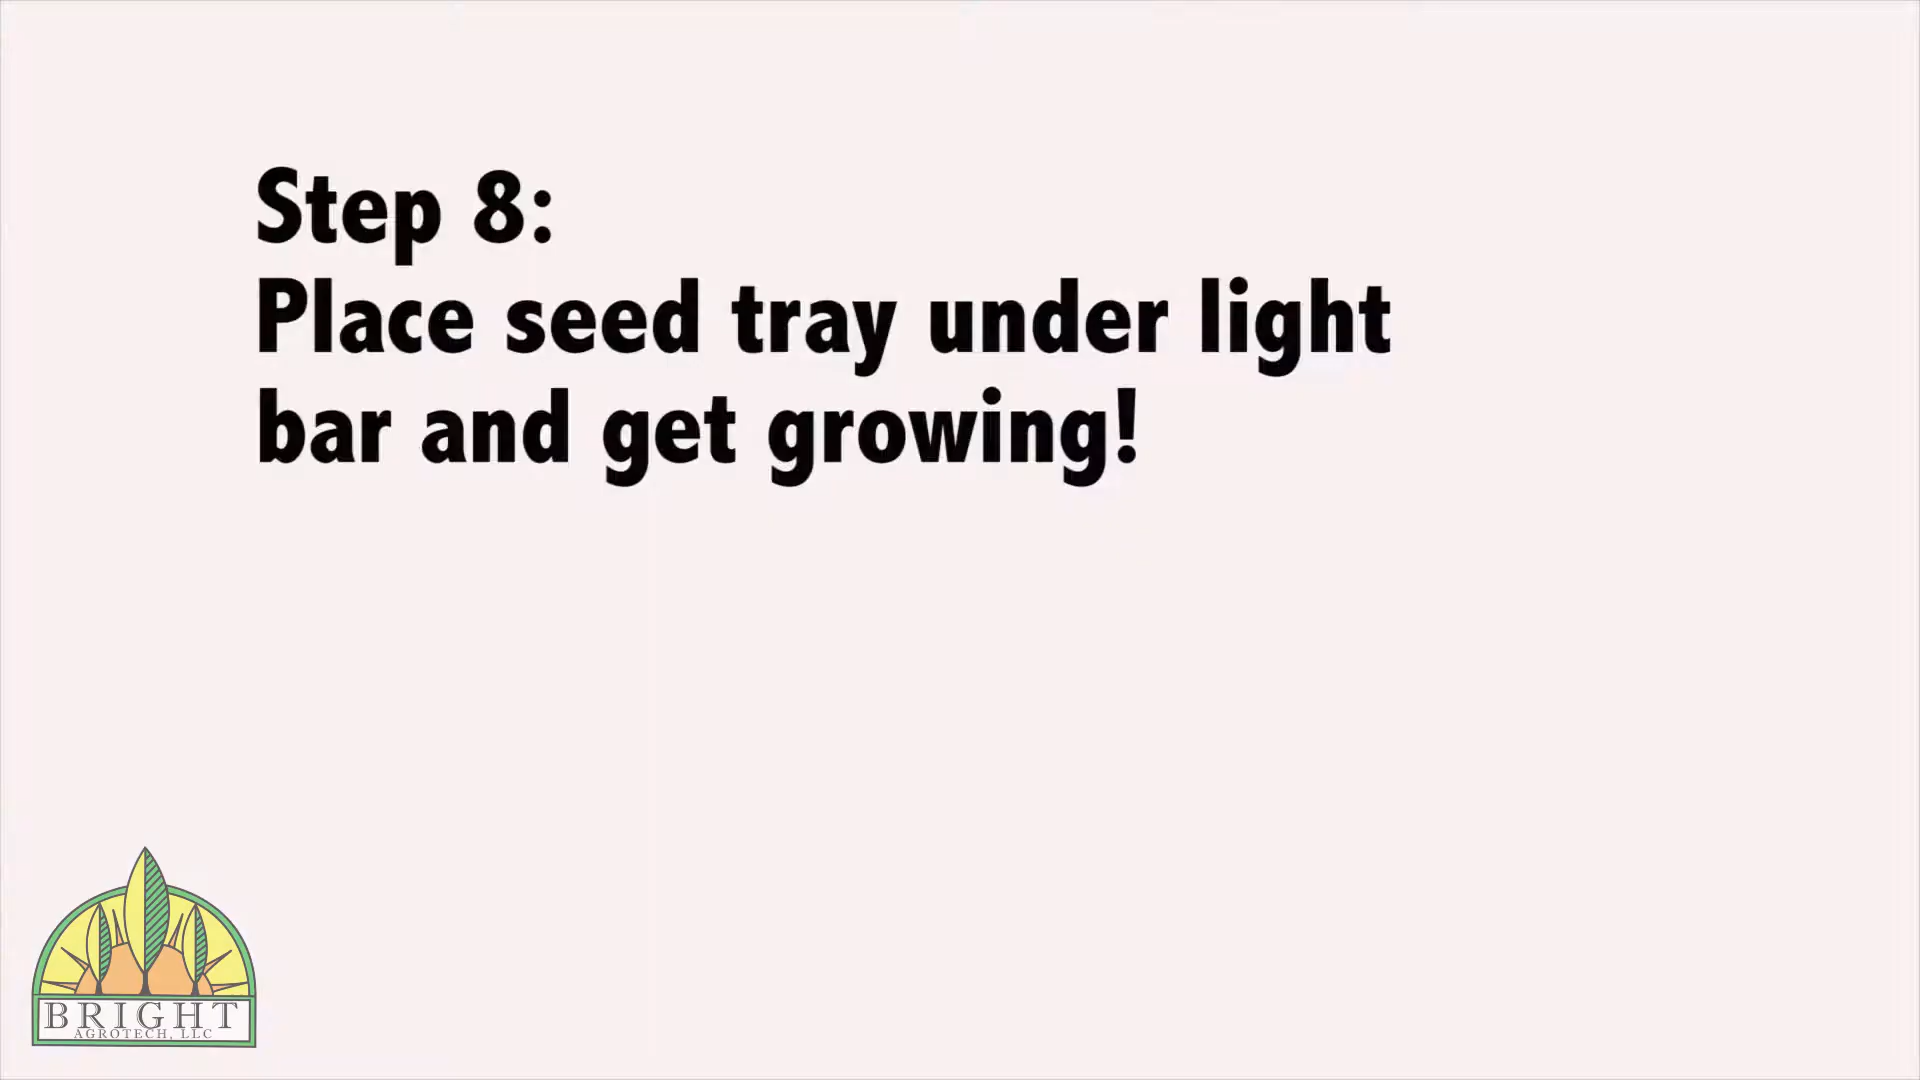 Step 8:
Place seed tray under light
bar and get growing!
BRIGHT
AGROTECH, LLC